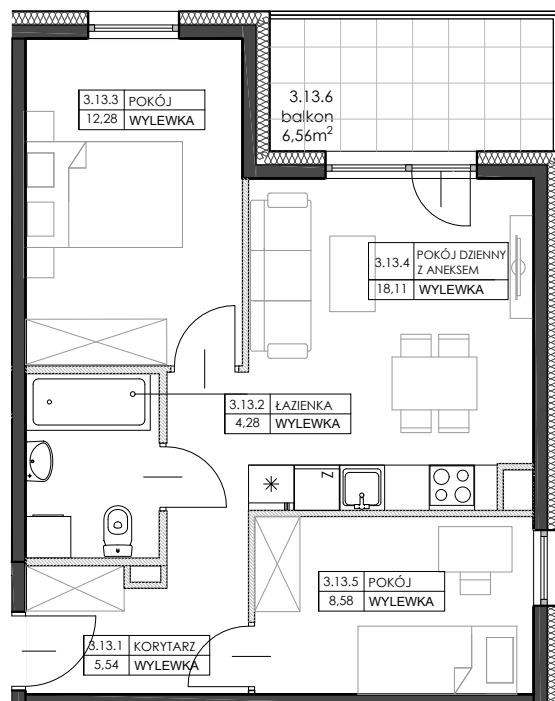 3.13.3 POKÓJ
12,28 WYLEWKA
3.13.6
balkon
6,56m²
3.13.4 POKÓJ DZIENNY
Z ANEKSEM
18,11 WYLEWKA
3.13.2 ŁAZIENKA
4,28 WYLEWKA
Z
3.13.5 POKÓJ
8,58 WYLEWKA
3.13.1 KORYTARZ
5,54 WYLEWKA